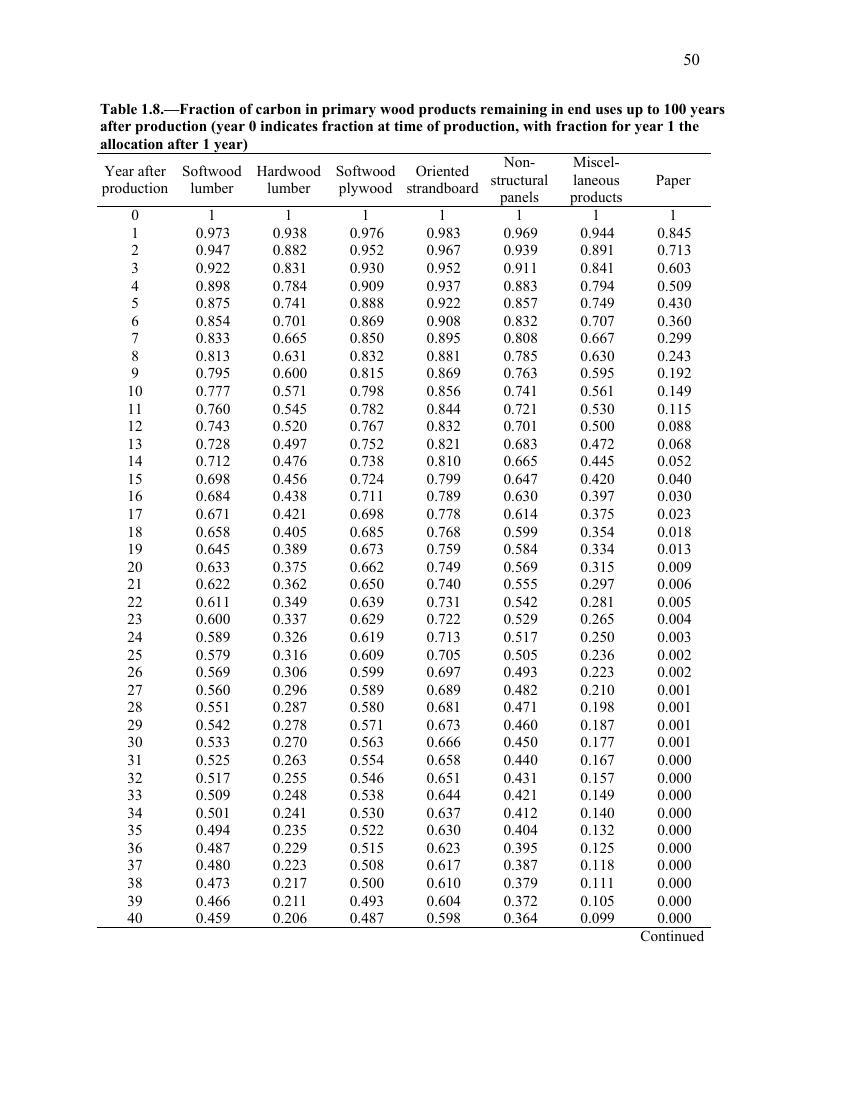 50
Table 1.8.—Fraction of carbon in primary wood products remaining in end uses up to 100 years
after production (year 0 indicates fraction at time of production, with fraction for year 1 the
allocation after 1 year)
Year after production Softwood lumber Hardwood lumber Softwood plywood Oriented strandboard Non-structural panels Miscel-laneous products Paper
0 1 1 1 1 1 1 1
1 0.973 0.938 0.976 0.983 0.969 0.944 0.845
2 0.947 0.882 0.952 0.967 0.939 0.891 0.713
3 0.922 0.831 0.930 0.952 0.911 0.841 0.603
4 0.898 0.784 0.909 0.937 0.883 0.794 0.509
5 0.875 0.741 0.888 0.922 0.857 0.749 0.430
6 0.854 0.701 0.869 0.908 0.832 0.707 0.360
7 0.833 0.665 0.850 0.895 0.808 0.667 0.299
8 0.813 0.631 0.832 0.881 0.785 0.630 0.243
9 0.795 0.600 0.815 0.869 0.763 0.595 0.192
10 0.777 0.571 0.798 0.856 0.741 0.561 0.149
11 0.760 0.545 0.782 0.844 0.721 0.530 0.115
12 0.743 0.520 0.767 0.832 0.701 0.500 0.088
13 0.728 0.497 0.752 0.821 0.683 0.472 0.068
14 0.712 0.476 0.738 0.810 0.665 0.445 0.052
15 0.698 0.456 0.724 0.799 0.647 0.420 0.040
16 0.684 0.438 0.711 0.789 0.630 0.397 0.030
17 0.671 0.421 0.698 0.778 0.614 0.375 0.023
18 0.658 0.405 0.685 0.768 0.599 0.354 0.018
19 0.645 0.389 0.673 0.759 0.584 0.334 0.013
20 0.633 0.375 0.662 0.749 0.569 0.315 0.009
21 0.622 0.362 0.650 0.740 0.555 0.297 0.006
22 0.611 0.349 0.639 0.731 0.542 0.281 0.005
23 0.600 0.337 0.629 0.722 0.529 0.265 0.004
24 0.589 0.326 0.619 0.713 0.517 0.250 0.003
25 0.579 0.316 0.609 0.705 0.505 0.236 0.002
26 0.569 0.306 0.599 0.697 0.493 0.223 0.002
27 0.560 0.296 0.589 0.689 0.482 0.210 0.001
28 0.551 0.287 0.580 0.681 0.471 0.198 0.001
29 0.542 0.278 0.571 0.673 0.460 0.187 0.001
30 0.533 0.270 0.563 0.666 0.450 0.177 0.001
31 0.525 0.263 0.554 0.658 0.440 0.167 0.000
32 0.517 0.255 0.546 0.651 0.431 0.157 0.000
33 0.509 0.248 0.538 0.644 0.421 0.149 0.000
34 0.501 0.241 0.530 0.637 0.412 0.140 0.000
35 0.494 0.235 0.522 0.630 0.404 0.132 0.000
36 0.487 0.229 0.515 0.623 0.395 0.125 0.000
37 0.480 0.223 0.508 0.617 0.387 0.118 0.000
38 0.473 0.217 0.500 0.610 0.379 0.111 0.000
39 0.466 0.211 0.493 0.604 0.372 0.105 0.000
40 0.459 0.206 0.487 0.598 0.364 0.099 0.000
Continued